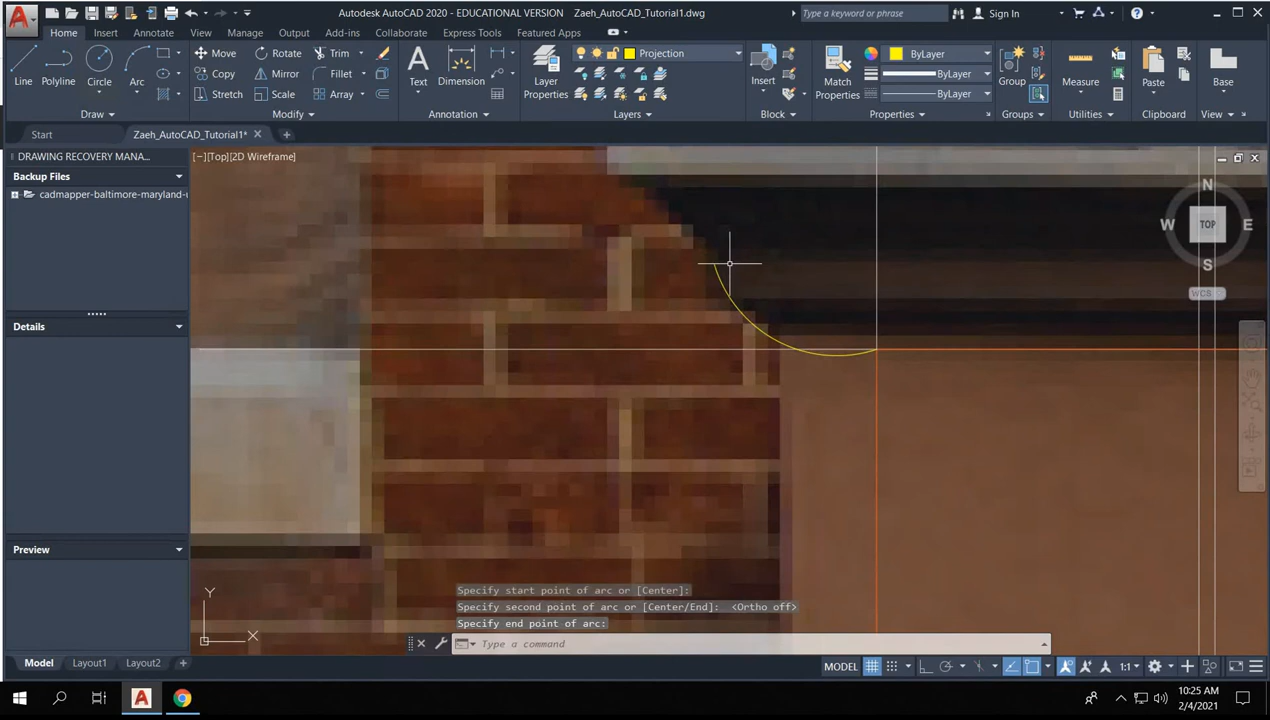 Autodesk AutoCAD 2020 - EDUCATIONAL VERSION Zaeh_AutoCAD_Tutorial1.dwg
Type a keyword or phrase
Sign In
Home Insert Annotate View Manage Output Add-ins Collaborate Express Tools Featured Apps
Line Polyline Circle Arc
Move Rotate Trim
Copy Mirror Fillet
Stretch Scale Array
Text Dimension
Layer Properties
Projection
Insert
Match Properties
ByLayer
ByLayer
ByLayer
Group
Measure
Paste
Base
Draw Modify Annotation Layers Block Properties Groups Utilities Clipboard View
Start Zaeh_AutoCAD_Tutorial1*
DRAWING RECOVERY MANA...
[−][Top][2D Wireframe]
Backup Files
cadmapper-baltimore-maryland-u
N
W TOP E
S
WCS
Details
Preview
Y
X
Specify start point of arc or [Center]:
Specify second point of arc or [Center/End]: <Ortho off>
Specify end point of arc:
Type a command
Model Layout1 Layout2
MODEL
1:1
10:25 AM
2/4/2021